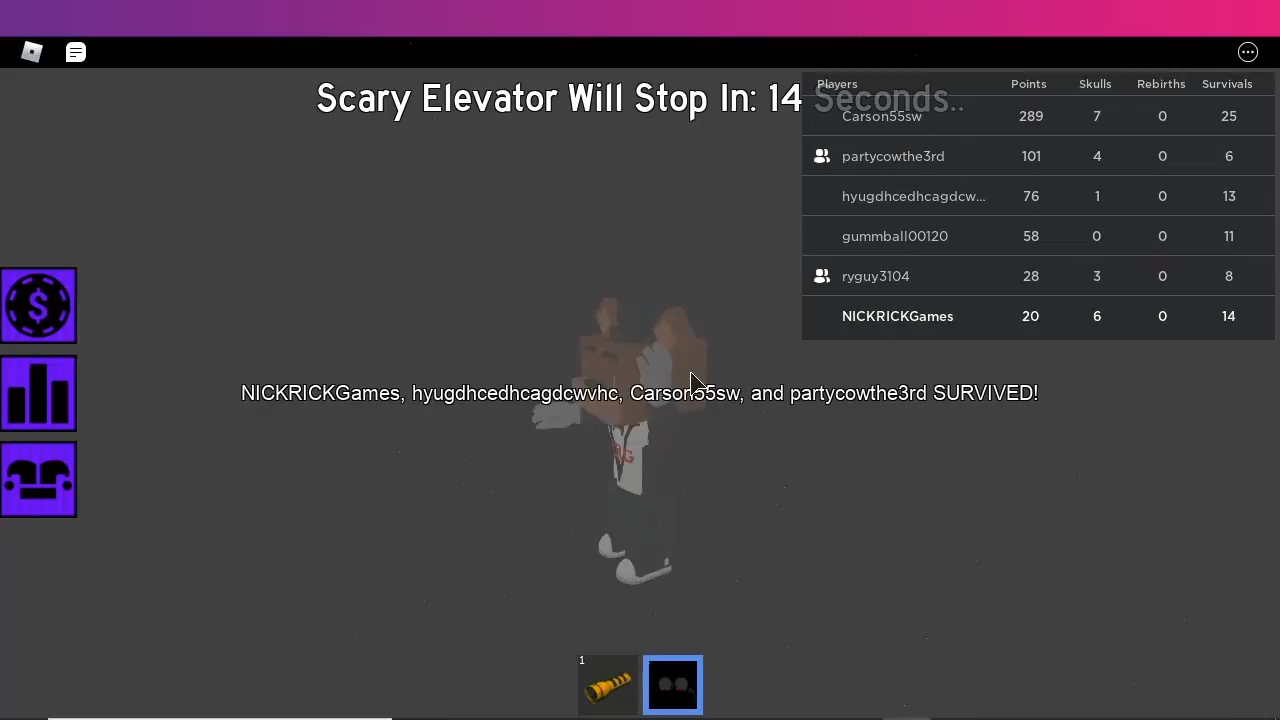 Scary Elevator Will Stop In: 14 Seconds..
Players Points Skulls Rebirths Survivals
Carson55sw 289 7 0 25
partycowthe3rd 101 4 0 6
hyugdhcedhcagdcw... 76 1 0 13
gummball00120 58 0 0 11
ryguy3104 28 3 0 8
NICKRICKGames 20 6 0 14
$
NICKRICKGames, hyugdhcedhcagdcwvhc, Carson55sw, and partycowthe3rd SURVIVED!
1